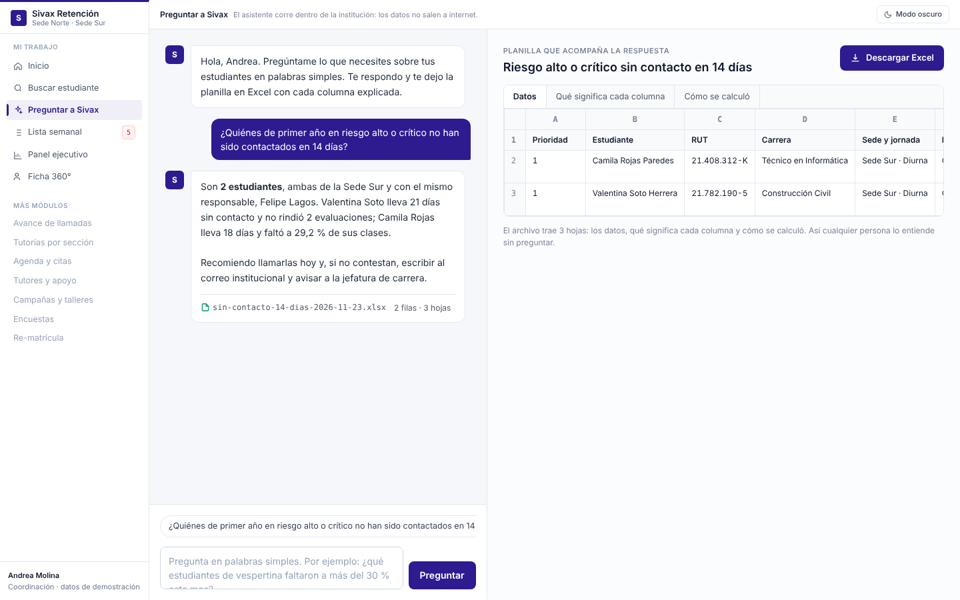 S
Sivax Retención
Sede Norte · Sede Sur
MI TRABAJO
Inicio
Buscar estudiante
Preguntar a Sivax
Lista semanal
5
Panel ejecutivo
Ficha 360°
MÁS MÓDULOS
Avance de llamadas
Tutorías por sección
Agenda y citas
Tutores y apoyo
Campañas y talleres
Encuestas
Re-matrícula
Andrea Molina
Coordinación · datos de demostración
Preguntar a Sivax El asistente corre dentro de la institución: los datos no salen a internet.
Modo oscuro
S
Hola, Andrea. Pregúntame lo que necesites sobre tus
estudiantes en palabras simples. Te respondo y te dejo la
planilla en Excel con cada columna explicada.
¿Quiénes de primer año en riesgo alto o crítico no han
sido contactados en 14 días?
S
Son 2 estudiantes, ambas de la Sede Sur y con el mismo
responsable, Felipe Lagos. Valentina Soto lleva 21 días
sin contacto y no rindió 2 evaluaciones; Camila Rojas
lleva 18 días y faltó a 29,2 % de sus clases.
Recomiendo llamarlas hoy y, si no contestan, escribir al
correo institucional y avisar a la jefatura de carrera.
sin-contacto-14-dias-2026-11-23.xlsx 2 filas · 3 hojas
¿Quiénes de primer año en riesgo alto o crítico no han sido contactados en 14
Pregunta en palabras simples. Por ejemplo: ¿qué
estudiantes de vespertina faltaron a más del 30 %
Preguntar
PLANILLA QUE ACOMPAÑA LA RESPUESTA
Riesgo alto o crítico sin contacto en 14 días
Descargar Excel
Datos Qué significa cada columna Cómo se calculó
A B C D E
1 Prioridad Estudiante RUT Carrera Sede y jornada
2 1 Camila Rojas Paredes 21.408.312-K Técnico en Informática Sede Sur · Diurna
3 1 Valentina Soto Herrera 21.782.190-5 Construcción Civil Sede Sur · Diurna
El archivo trae 3 hojas: los datos, qué significa cada columna y cómo se calculó. Así cualquier persona lo entiende
sin preguntar.